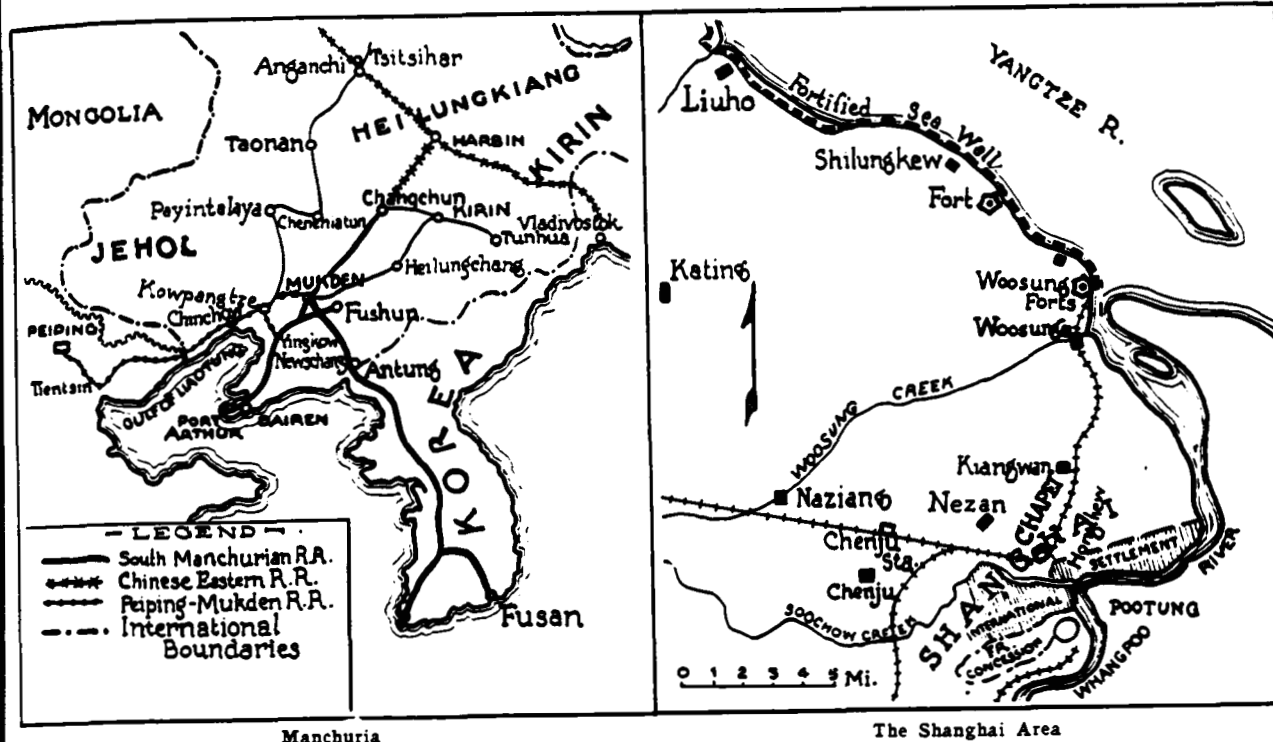 Anganchi
Tsitsihar
MONGOLIA
HEILUNGKIANG
HARBIN
KIRIN
Taonan
Payintalaya
Chenchiatun
Changchun
KIRIN
Vladivostok
Tunhua
JEHOL
Heilungchang
MUKDEN
Kowpangtze
Chinchow
Fushun
PEIPING
Yingkow
Newchang
Antung
Tientsin
GULF OF LIAOTUNG
PORT
ARTHUR
DAIREN
KOREA
Fusan
- LEGEND -
South Manchurian R.R.
Chinese Eastern R.R.
Peiping-Mukden R.R.
International
Boundaries
Manchuria
YANGTZE R.
Liuho
Fortified Sea Wall
Shilungkew
Fort
Kating
Woosung
Forts
Woosung
WOOSUNG CREEK
Kiangwan
Naziang
Nezan
CHAPEI
Hongkew
Chenju
Sta.
Chenju
SETTLEMENT
RIVER
SHANGHAI
INTERNATIONAL
POOTUNG
SOOCHOW CREEK
FR.
CONCESSION
WHANGPOO
0 1 2 3 4 5 Mi.
The Shanghai Area